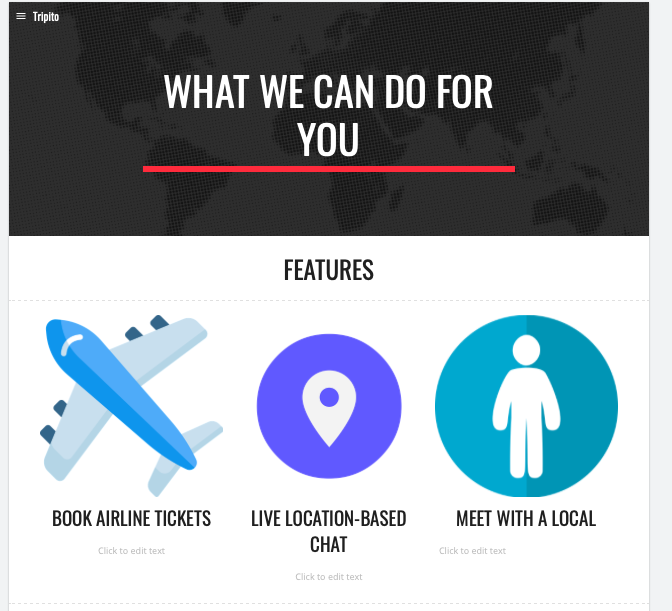 Tripito
WHAT WE CAN DO FOR
YOU
FEATURES
BOOK AIRLINE TICKETS
Click to edit text
LIVE LOCATION-BASED
CHAT
Click to edit text
MEET WITH A LOCAL
Click to edit text